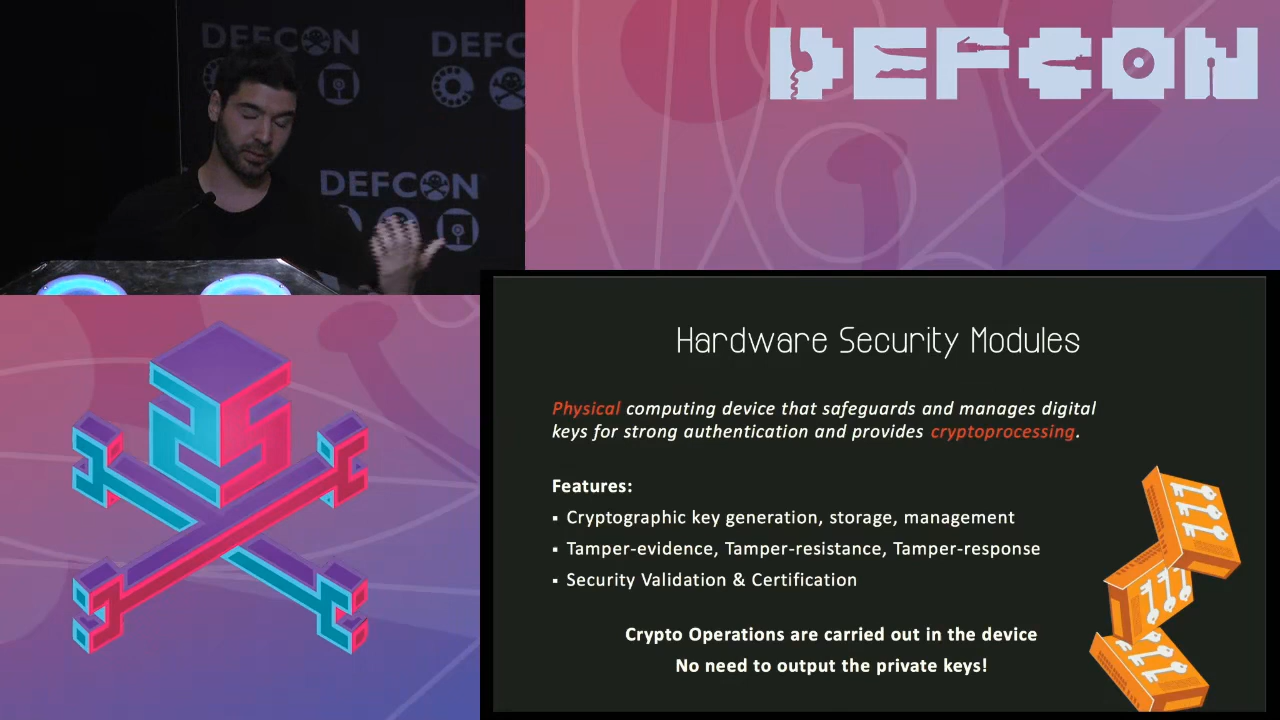 DEFCON
DEFC
DEFCON
DEFCON
Hardware Security Modules
Physical computing device that safeguards and manages digital
keys for strong authentication and provides cryptoprocessing.
Features:
▪ Cryptographic key generation, storage, management
▪ Tamper-evidence, Tamper-resistance, Tamper-response
▪ Security Validation & Certification
Crypto Operations are carried out in the device
No need to output the private keys!